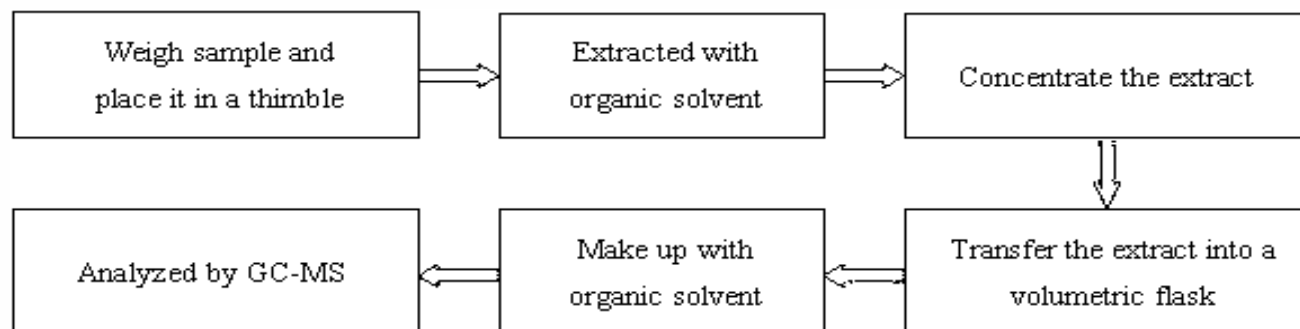 Weigh sample and
place it in a thimble
Extracted with
organic solvent
Concentrate the extract
Transfer the extract into a
volumetric flask
Make up with
organic solvent
Analyzed by GC-MS